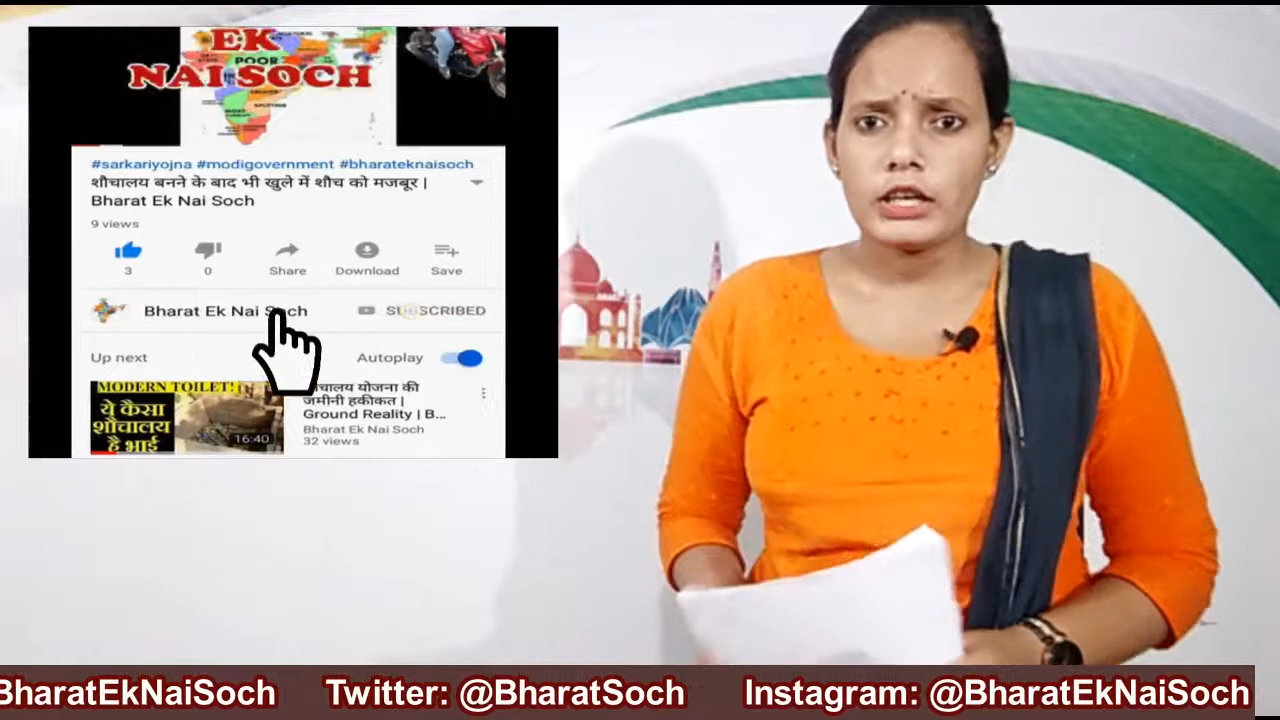 EK
POOR
NAI SOCH
#sarkariyojna #modigovernment #bharateknaisoch
शौचालय बनने के बाद भी खुले में शौच को मजबूर |
Bharat Ek Nai Soch
9 views
3
0
Share
Download
Save
Bharat Ek Nai Soch
SUBSCRIBED
Up next
Autoplay
MODERN TOILET!
ये कैसा
शौचालय
है भाई
16:40
योजना की
जमीनी हकीकत |
Ground Reality | B...
Bharat Ek Nai Soch
32 views
BharatEkNaiSoch Twitter: @BharatSoch Instagram: @BharatEkNaiSoch